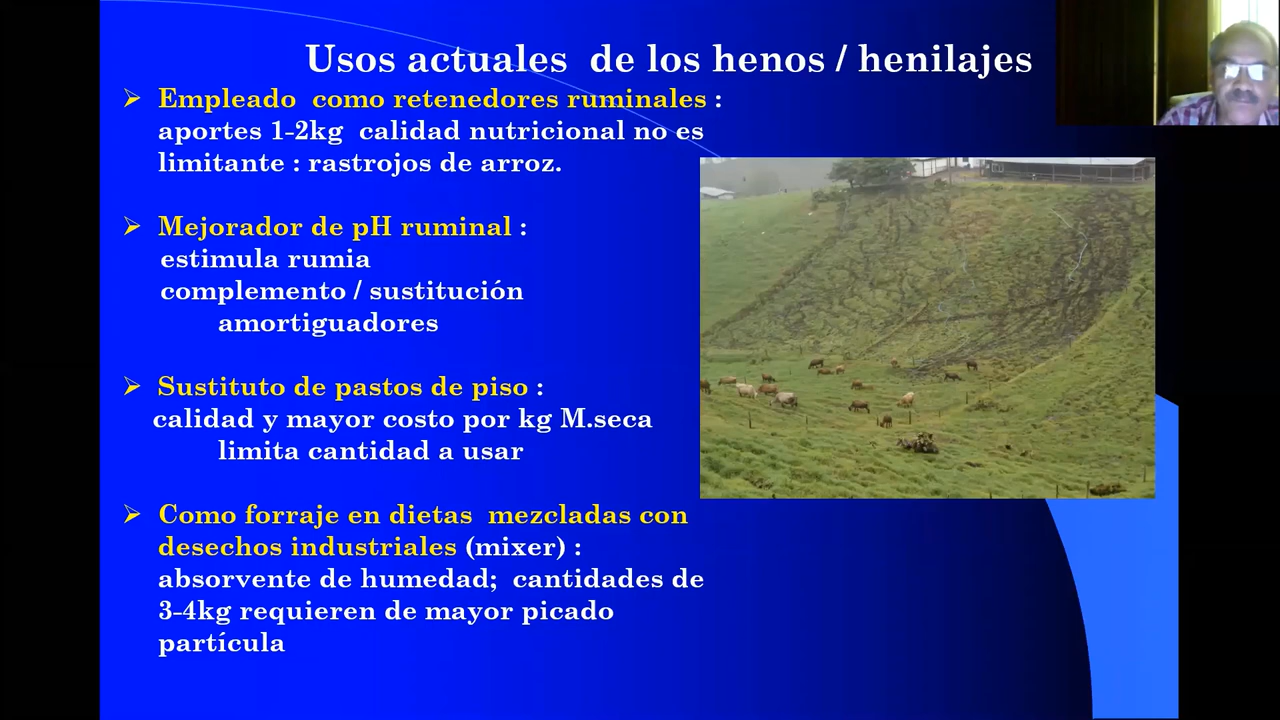 Usos actuales de los henos / henilajes
Empleado como retenedores ruminales :
aportes 1-2kg calidad nutricional no es
limitante : rastrojos de arroz.
Mejorador de pH ruminal :
estimula rumia
complemento / sustitución
amortiguadores
Sustituto de pastos de piso :
calidad y mayor costo por kg M.seca
limita cantidad a usar
Como forraje en dietas mezcladas con
desechos industriales (mixer) :
absorvente de humedad; cantidades de
3-4kg requieren de mayor picado
partícula